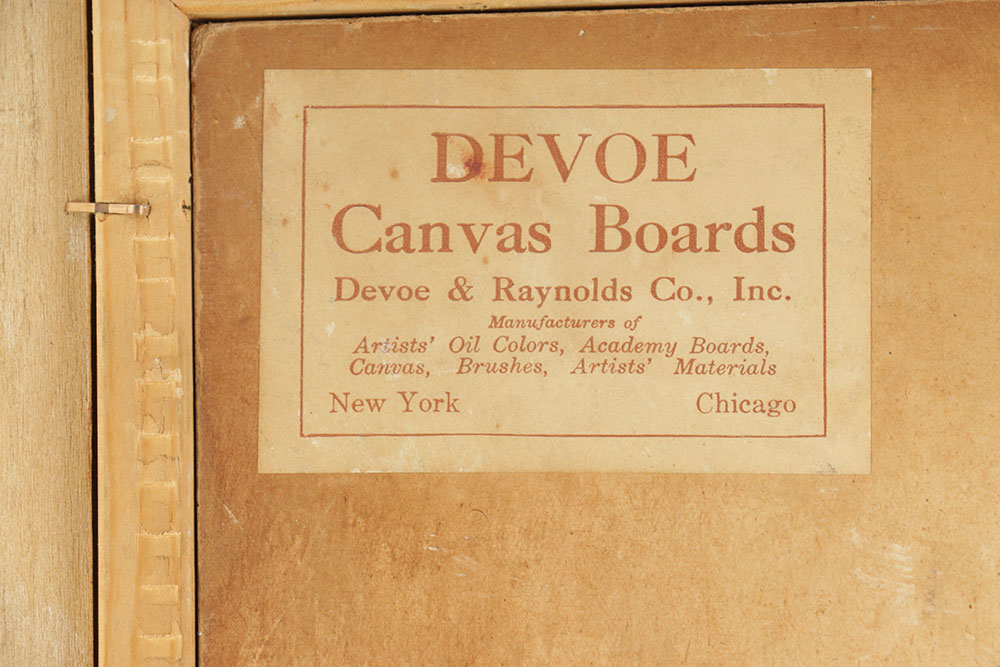 DEVOE
Canvas Boards
Devoe & Raynolds Co., Inc.
Manufacturers of
Artists' Oil Colors, Academy Boards,
Canvas, Brushes, Artists' Materials
New York Chicago